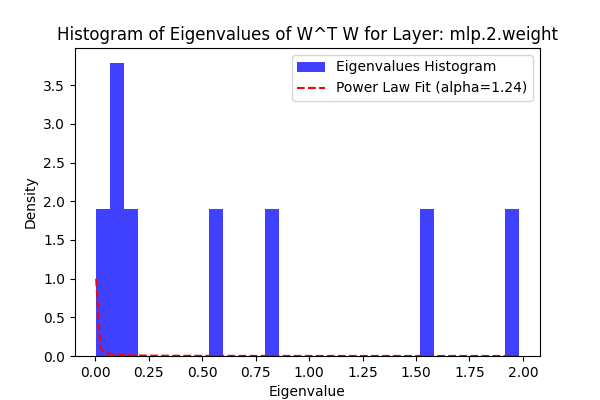 Histogram of Eigenvalues of W^T W for Layer: mlp.2.weight
Eigenvalues Histogram
Power Law Fit (alpha=1.24)
Density
3.5
3.0
2.5
2.0
1.5
1.0
0.5
0.0
0.00 0.25 0.50 0.75 1.00 1.25 1.50 1.75 2.00
Eigenvalue